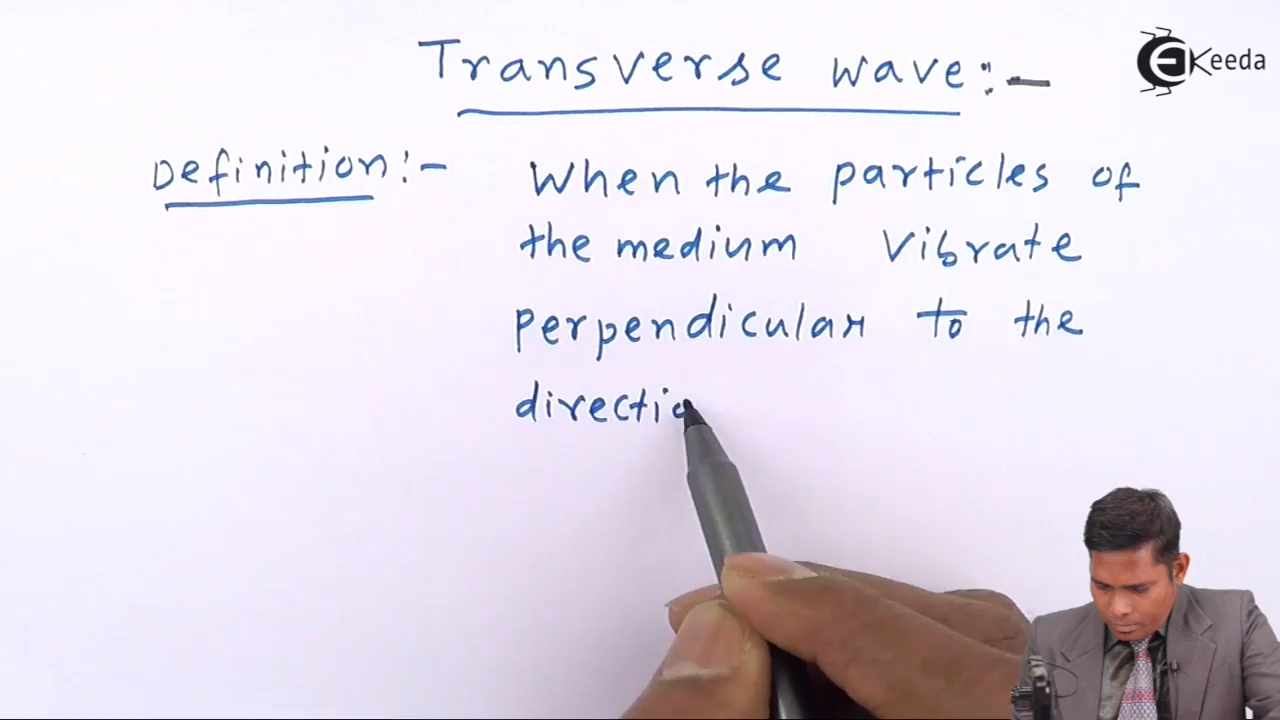 Transverse wave:-
EKeeda
Definition:- When the particles of
the medium vibrate
perpendicular to the
directio